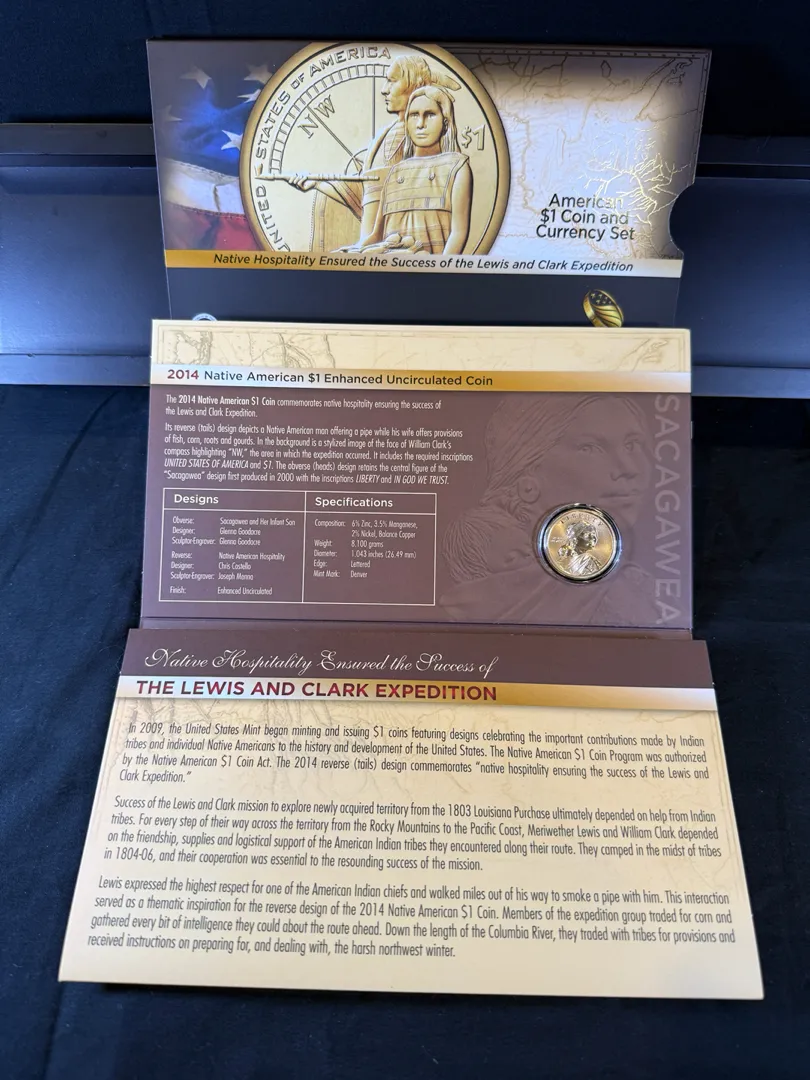 UNITED STATES OF AMERICA
NW
$1
American
$1 Coin and
Currency Set
Native Hospitality Ensured the Success of the Lewis and Clark Expedition
2014 Native American $1 Enhanced Uncirculated Coin
The 2014 Native American $1 Coin commemorates native hospitality ensuring the success of
the Lewis and Clark Expedition.
Its reverse (tails) design depicts a Native American man offering a pipe while his wife offers provisions
of fish, corn, roots and gourds. In the background is a stylized image of the face of William Clark's
compass highlighting "NW," the area in which the expedition occurred. It includes the required inscriptions
UNITED STATES OF AMERICA and $1. The obverse (heads) design retains the central figure of the
"Sacagawea" design first produced in 2000 with the inscriptions LIBERTY and IN GOD WE TRUST.
SACAGAWEA
Designs
Obverse: Sacagawea and Her Infant Son
Designer: Glenna Goodacre
Sculptor-Engraver: Glenna Goodacre
Reverse: Native American Hospitality
Designer: Chris Costello
Sculptor-Engraver: Joseph Menna
Finish: Enhanced Uncirculated
Specifications
Composition: 6% Zinc, 3.5% Manganese,
2% Nickel, Balance Copper
Weight: 8.100 grams
Diameter: 1.043 inches (26.49 mm)
Edge: Lettered
Mint Mark: Denver
LIBERTY
Native Hospitality Ensured the Success of
THE LEWIS AND CLARK EXPEDITION
In 2009, the United States Mint began minting and issuing $1 coins featuring designs celebrating the important contributions made by Indian
tribes and individual Native Americans to the history and development of the United States. The Native American $1 Coin Program was authorized
by the Native American $1 Coin Act. The 2014 reverse (tails) design commemorates "native hospitality ensuring the success of the Lewis and
Clark Expedition."
Success of the Lewis and Clark mission to explore newly acquired territory from the 1803 Louisiana Purchase ultimately depended on help from Indian
tribes. For every step of their way across the territory from the Rocky Mountains to the Pacific Coast, Meriwether Lewis and William Clark depended
on the friendship, supplies and logistical support of the American Indian tribes they encountered along their route. They camped in the midst of tribes
in 1804-06, and their cooperation was essential to the resounding success of the mission.
Lewis expressed the highest respect for one of the American Indian chiefs and walked miles out of his way to smoke a pipe with him. This interaction
served as a thematic inspiration for the reverse design of the 2014 Native American $1 Coin. Members of the expedition group traded for corn and
gathered every bit of intelligence they could about the route ahead. Down the length of the Columbia River, they traded with tribes for provisions and
received instructions on preparing for, and dealing with, the harsh northwest winter.